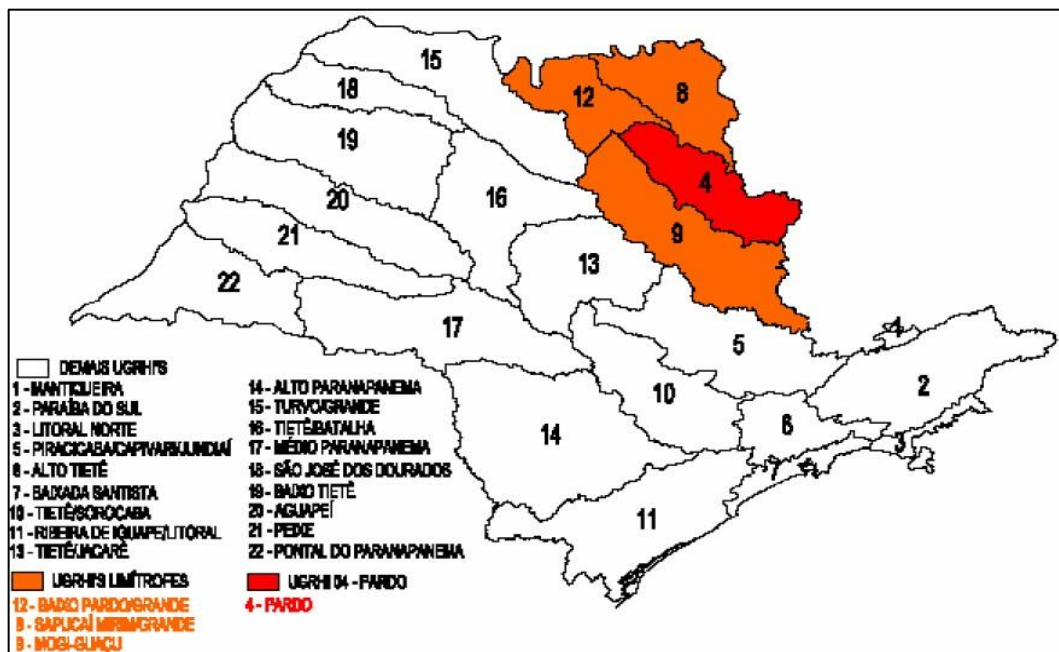 15
18
12
8
19
4
16
20
9
21
13
22
17
5
1
2
10
14
6
3
7
11
DEMAIS UGRHI'S
1 - MANTIQUEIRA
2 - PARAÍBA DO SUL
3 - LITORAL NORTE
5 - PIRACICABA/CAPIVARI/JUNDIAÍ
6 - ALTO TIETÊ
7 - BAIXADA SANTISTA
10 - TIETÊ/SOROCABA
11 - RIBEIRA DE IGUAPE/LITORAL
13 - TIETÊ/JACARÉ
14 - ALTO PARANAPANEMA
15 - TURVO/GRANDE
16 - TIETÊ/BATALHA
17 - MÉDIO PARANAPANEMA
18 - SÃO JOSÉ DOS DOURADOS
19 - BAIXO TIETÊ
20 - AGUAPEÍ
21 - PEIXE
22 - PONTAL DO PARANAPANEMA
UGRHI'S LIMÍTROFES
12 - BAIXO PARDO/GRANDE
8 - SAPUCAÍ MIRIM/GRANDE
9 - MOGI-GUAÇU
UGRHI 04 - PARDO
4 - PARDO